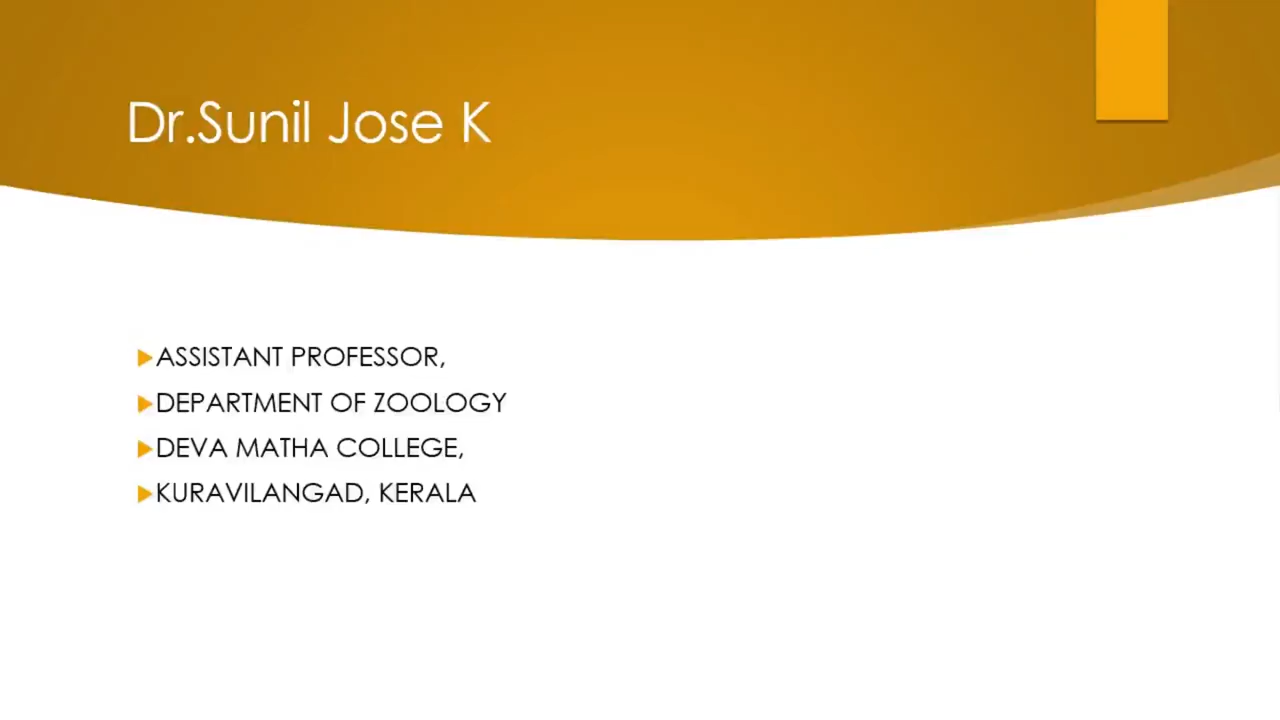 Dr.Sunil Jose K
ASSISTANT PROFESSOR,
DEPARTMENT OF ZOOLOGY
DEVA MATHA COLLEGE,
KURAVILANGAD, KERALA